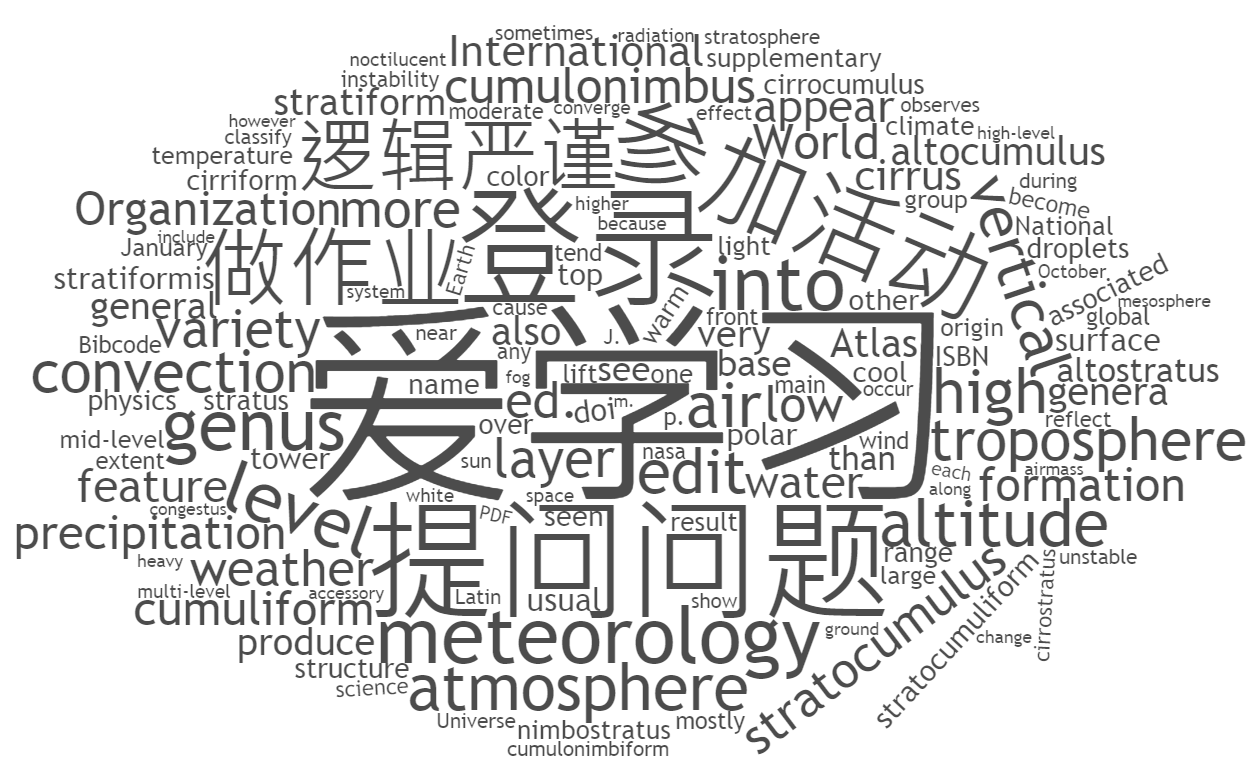 sometimes
radiation
stratosphere
noctilucent
International
supplementary
instability
cumulonimbus
cirrocumulus
stratiform
moderate
converge
effect
appear
observes
however
classify
逻辑严谨
参加活动
world
climate
high-level
temperature
altocumulus
cirriform
color
cirrus
during
Organization
more
登录
higher
because
group
vertical
become
National
January
include
做作业
Earth
tend
top
light
droplets
stratiformis
system
into
other
October
associated
mesosphere
general
cause
warm
front
global
variety
near
also
J.
very
origin
surface
Bibcode
any
Atlas
ISBN
convection
爱学习
name
fog
lift
see
one
base
main
cool
occur
high
altostratus
genera
physics
stratus
ed.
doi
m.
p.
air
low
reflect
genus
over
polar
wind
troposphere
mid-level
extent
tower
sun
layer
nasa
edit
than
water
each
along
airmass
formation
feature
level
white
space
congestus
PDF
seen
result
altitude
precipitation
提问问题
range
large
unstable
heavy
weather
multi-level
accessory
Latin
usual
show
stratocumulus
stratocumuliform
cirrostratus
cumuliform
produce
meteorology
ground
change
structure
science
atmosphere
Universe
nimbostratus
mostly
cumulonimbiform